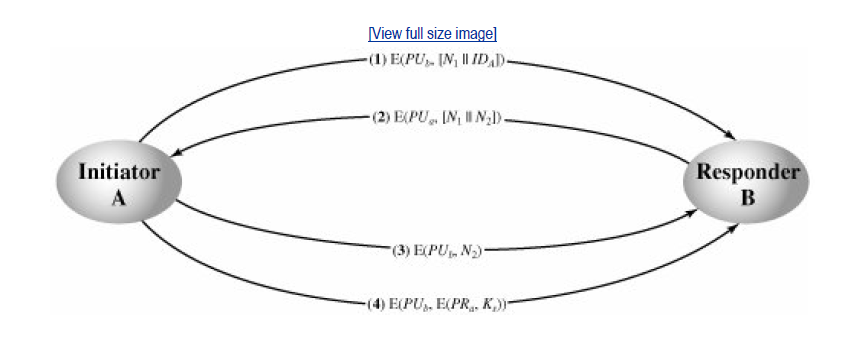 [View full size image]
(1) E(PU_b, [N_1 || ID_A])
(2) E(PU_a, [N_1 || N_2])
Initiator
A
Responder
B
(3) E(PU_b, N_2)
(4) E(PU_b, E(PR_a, K_s))